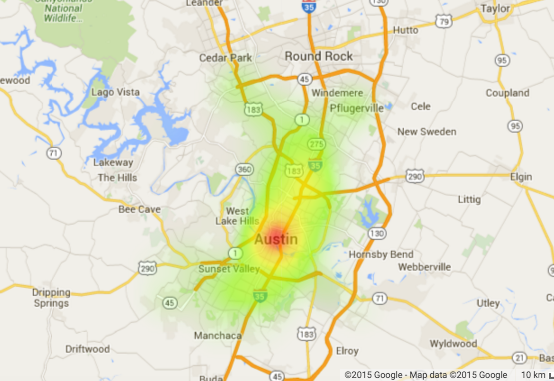 Canyonlands
National
Wildlife...
Leander
35
130
79
Taylor
Hutto
Cedar Park
Round Rock
ewood
Lago Vista
45
Windemere
Coupland
183
Pflugerville
Cele
1
New Sweden
95
71
275
35
Lakeway
The Hills
360
183
290
Elgin
Bee Cave
West
Lake Hills
Littig
130
95
Austin
1
Hornsby Bend
290
Sunset Valley
Webberville
Dripping
Springs
45
35
71
Utley
Manchaca
183
Wyldwood
Driftwood
Elroy
21
Bas
Buda
130
©2015 Google - Map data ©2015 Google
10 km